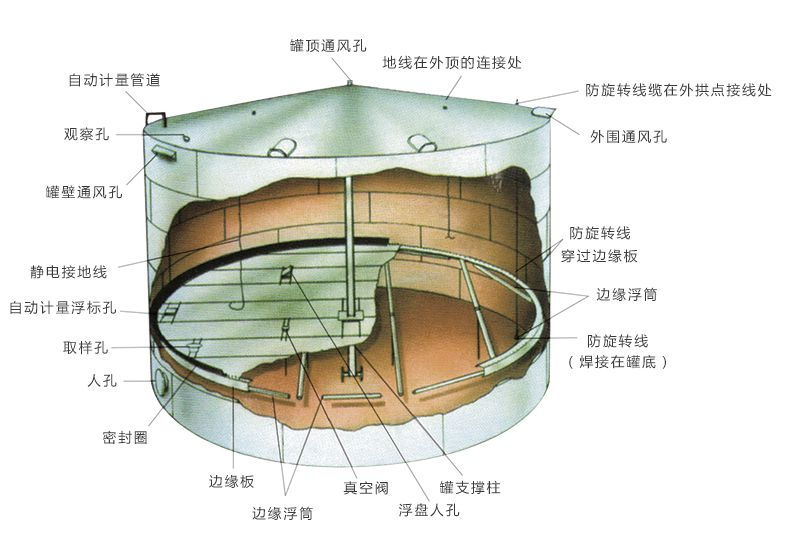 罐顶通风孔
地线在外顶的连接处
自动计量管道
防旋转线缆在外拱点接线处
观察孔
外围通风孔
罐壁通风孔
防旋转线
穿过边缘板
静电接地线
边缘浮筒
自动计量浮标孔
防旋转线
（焊接在罐底）
取样孔
人孔
密封圈
边缘板
真空阀
罐支撑柱
边缘浮筒
浮盘人孔